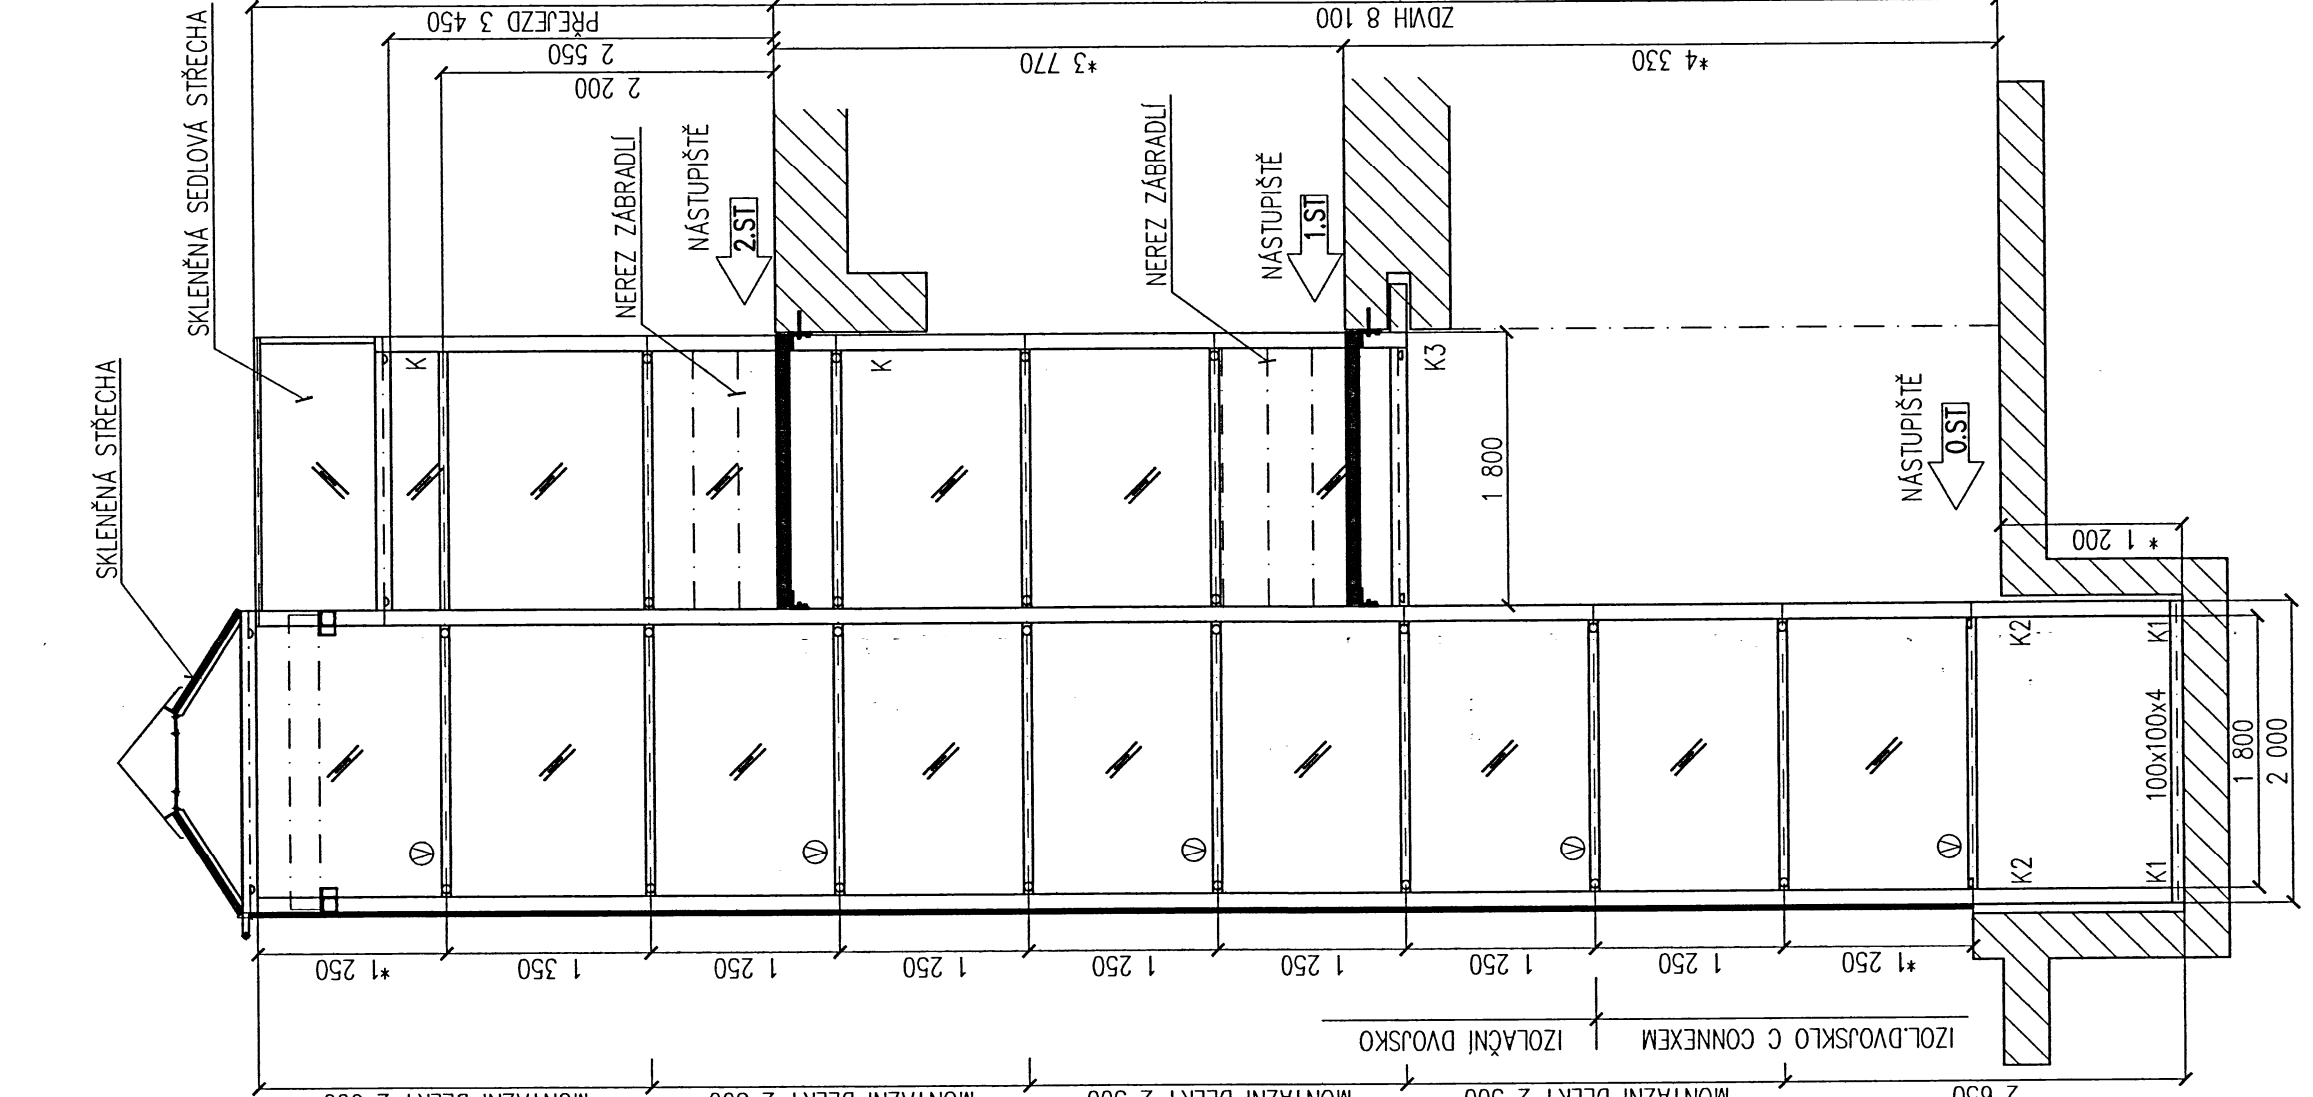 SKLENĚNÁ STŘECHA
SKLENĚNÁ SEDLOVÁ STŘECHA
PŘEJEZD 3 450
2 550
2 200
ZDVIH 8 100
*3 770
*4 330
NEREZ ZÁBRADLÍ
NÁSTUPIŠTĚ
2.ST
NEREZ ZÁBRADLÍ
NÁSTUPIŠTĚ
1.ST
NÁSTUPIŠTĚ
0.ST
K
K
K3
1 800
* 1 200
K2
K1
K2
K1
100x100x4
1 800
2 000
V
V
V
V
V
*1 250
1 350
1 250
1 250
1 250
1 250
1 250
1 250
*1 250
IZOLAČNÍ DVOJSKO
IZOL.DVOJSKLO C CONNEXEM
2 650